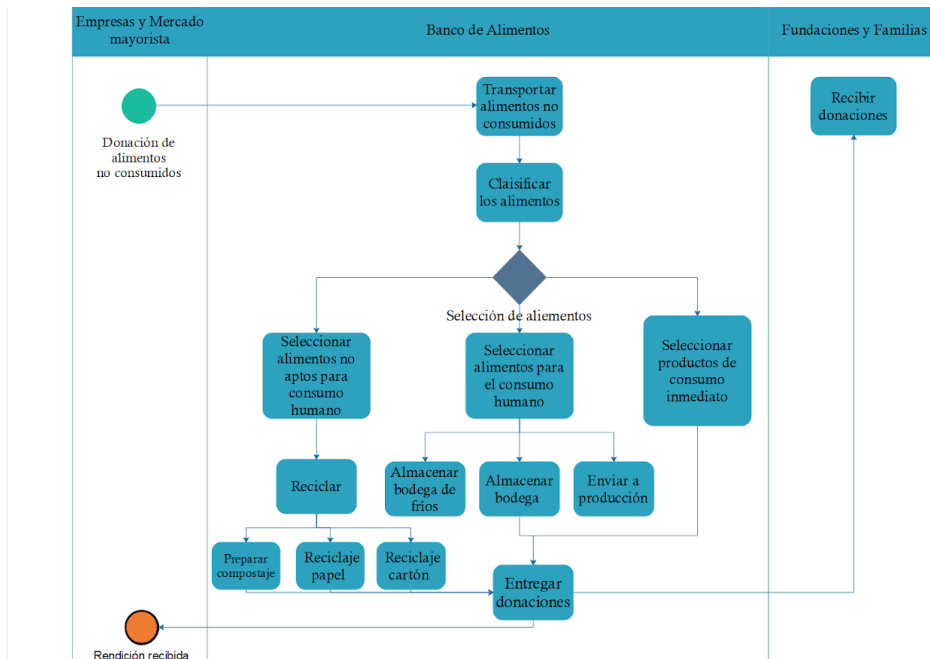 Empresas y Mercado
mayorista
Banco de Alimentos
Fundaciones y Familias
Transportar
alimentos no
consumidos
Recibir
donaciones
Donación de
alimentos
no consumidos
Claisificar
los alimentos
Selección de aliementos
Seleccionar
alimentos no
aptos para
consumo
humano
Seleccionar
alimentos para
el consumo
humano
Seleccionar
productos de
consumo
inmediato
Reciclar
Almacenar
bodega de
fríos
Almacenar
bodega
Enviar a
producción
Preparar
compostaje
Reciclaje
papel
Reciclaje
cartón
Entregar
donaciones
Rendición recibida